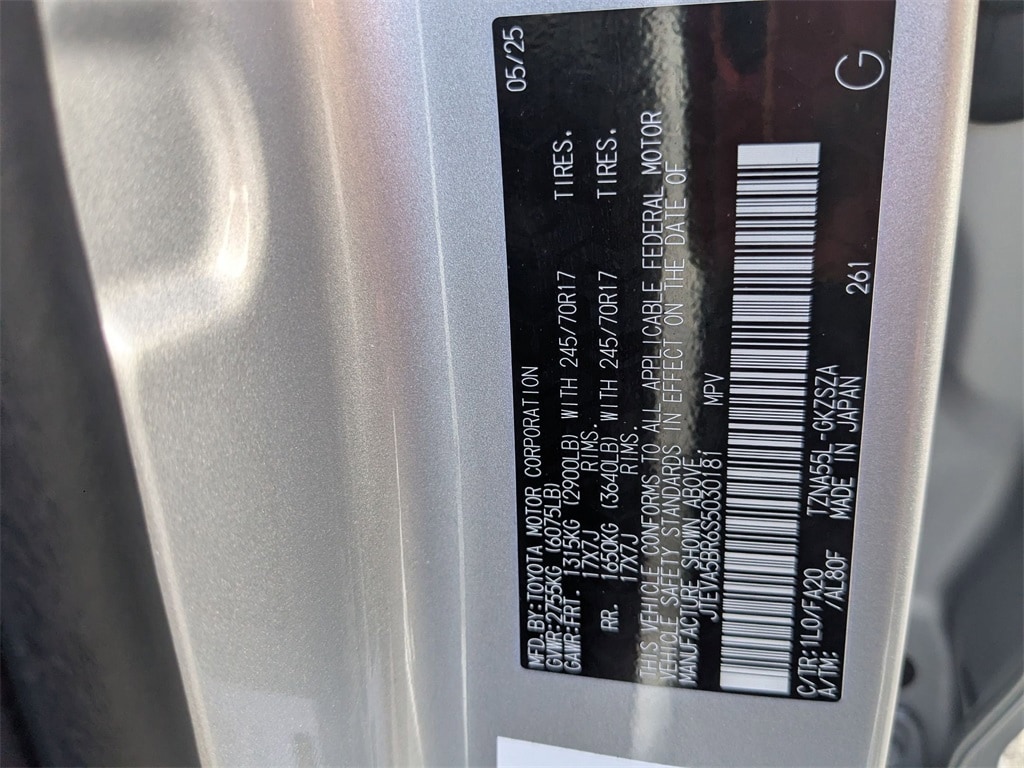 MFD.BY:TOYOTA MOTOR CORPORATION 05/25
GVWR:2755KG (6075LB)
GAWR:FRT. 1315KG (2900LB) WITH 245/70R17 TIRES.
17X7J RIMS.
RR. 1650KG (3640LB) WITH 245/70R17 TIRES.
17X7J RIMS.
THIS VEHICLE CONFORMS TO ALL APPLICABLE FEDERAL MOTOR
VEHICLE SAFETY STANDARDS IN EFFECT ON THE DATE OF
MANUFACTURE SHOWN ABOVE.
JTEVA5BR6S5030181 MPV
C/TR:1L0/FA20 TZNA55L-GKZSZA 261
A/TM: /AL80F MADE IN JAPAN G